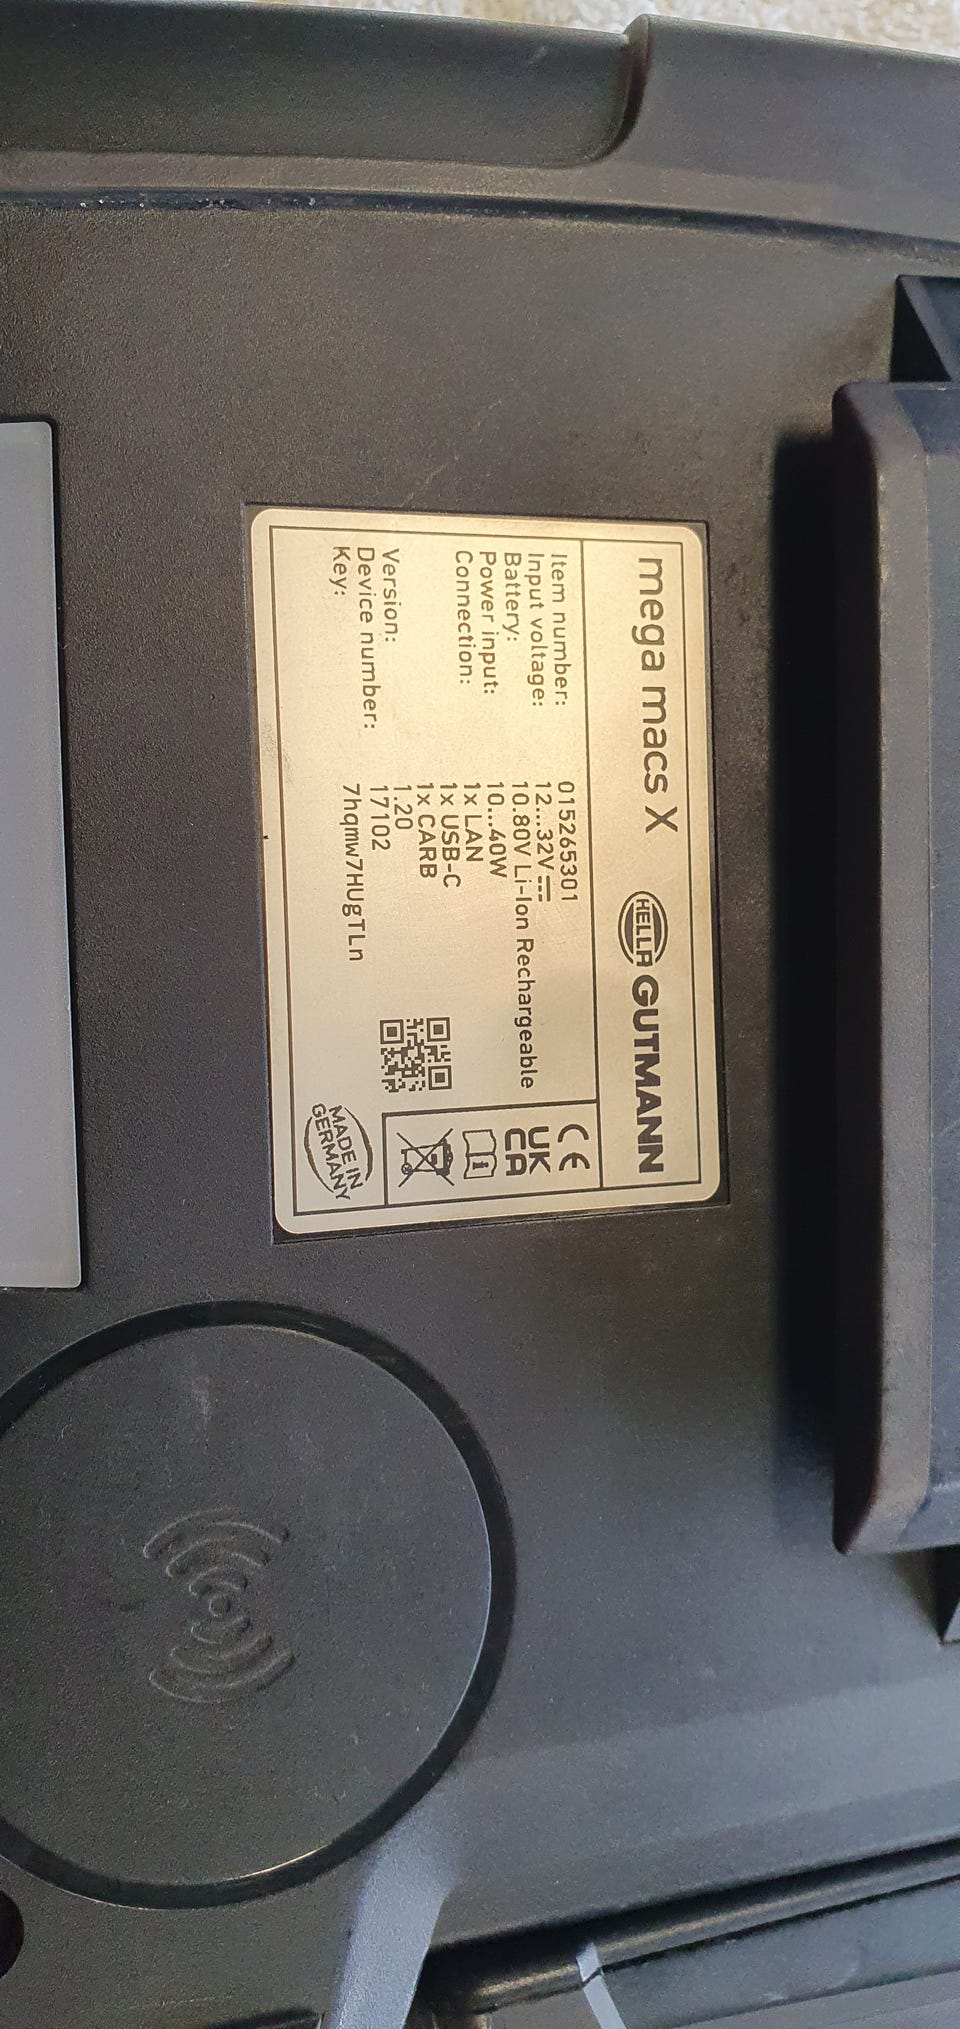 mega macs X
HELLA GUTMANN
Item number: 015265301
Input voltage: 12...32V
Battery: 10.80V Li-Ion Rechargeable
Power input: 10...40W
Connection: 1x LAN
1x USB-C
1x CARB
Version: 1.20
Device number: 17102
Key: 7hqmw7HUgTLn
CE
UK
CA
MADE IN
GERMANY